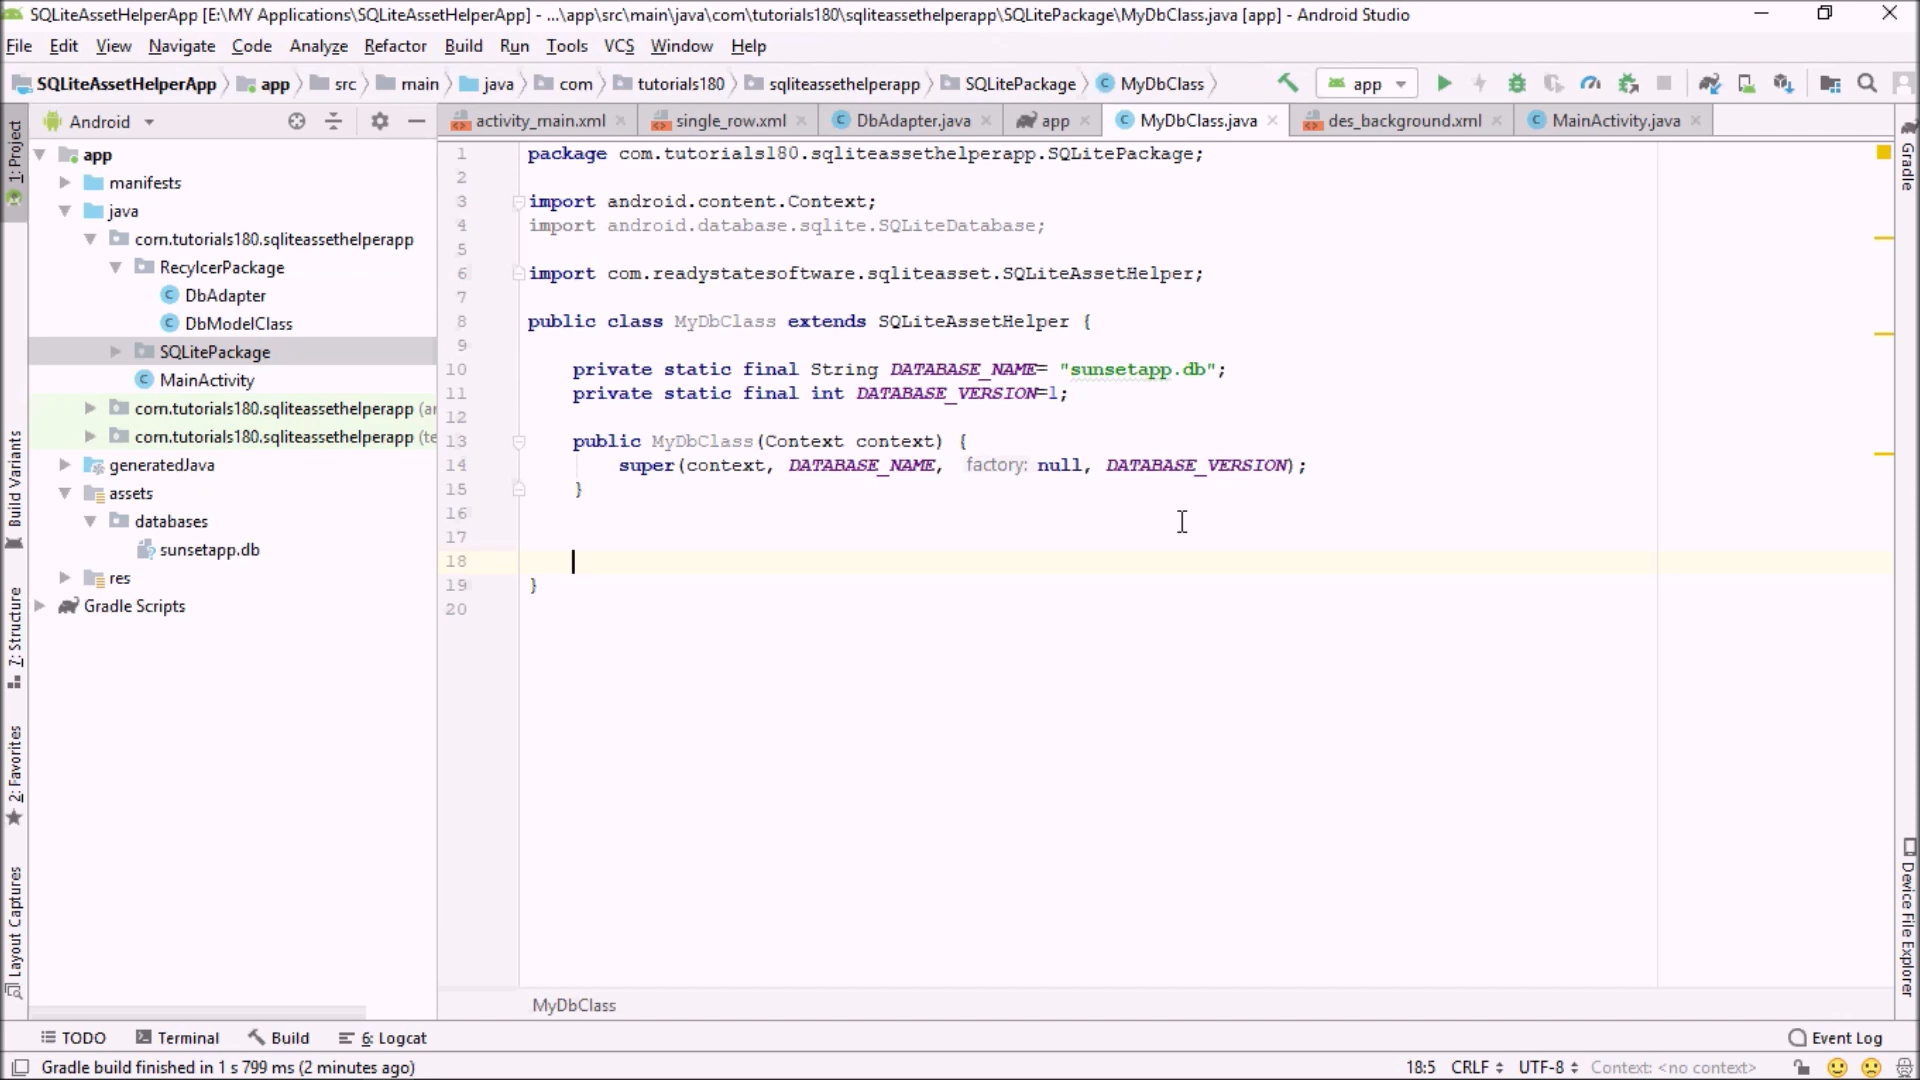 SQLiteAssetHelperApp [E:\MY Applications\SQLiteAssetHelperApp] - ...\app\src\main\java\com\tutorials180\sqliteassethelperapp\SQLitePackage\MyDbClass.java [app] - Android Studio
File Edit View Navigate Code Analyze Refactor Build Run Tools VCS Window Help
SQLiteAssetHelperApp app src main java com tutorials180 sqliteassethelperapp SQLitePackage MyDbClass app
Android
activity_main.xml single_row.xml DbAdapter.java app MyDbClass.java des_background.xml MainActivity.java
1: Project
Build Variants
7: Structure
2: Favorites
Layout Captures
app
manifests
java
com.tutorials180.sqliteassethelperapp
RecylcerPackage
DbAdapter
DbModelClass
SQLitePackage
MainActivity
com.tutorials180.sqliteassethelperapp (ar
com.tutorials180.sqliteassethelperapp (te
generatedJava
assets
databases
sunsetapp.db
res
Gradle Scripts
1 package com.tutorials180.sqliteassethelperapp.SQLitePackage;
2
3 import android.content.Context;
4 import android.database.sqlite.SQLiteDatabase;
5
6 import com.readystatesoftware.sqliteasset.SQLiteAssetHelper;
7
8 public class MyDbClass extends SQLiteAssetHelper {
9
10 private static final String DATABASE_NAME= "sunsetapp.db";
11 private static final int DATABASE_VERSION=1;
12
13 public MyDbClass(Context context) {
14 super(context, DATABASE_NAME, factory: null, DATABASE_VERSION);
15 }
16
17
18
19 }
20
Gradle
Device File Explorer
MyDbClass
TODO Terminal Build 6: Logcat Event Log
Gradle build finished in 1 s 799 ms (2 minutes ago) 18:5 CRLF UTF-8 Context: <no context>